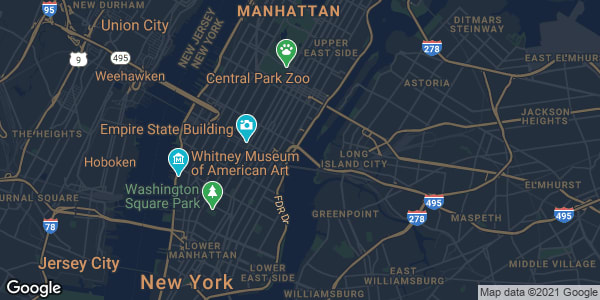 NEW DURHAM
95
Union City
NEW JERSEY
NEW YORK
MANHATTAN
DITMARS
STEINWAY
278
UPPER
EAST SIDE
9
495
Weehawken
Central Park Zoo
ASTORIA
EAST ELMHURST
JACKSON
HEIGHTS
THE HEIGHTS
Empire State Building
Hoboken
Whitney Museum
of American Art
LONG
ISLAND CITY
Washington
Square Park
FDR Dr
495
ELMHURST
495
URNAL SQUARE
78
GREENPOINT
278
MASPETH
LOWER
MANHATTAN
Jersey City
New York
LOWER
EAST SIDE
EAST
WILLIAMSBURG
MIDDLE VILLAGE
Google
Map data ©2021 Google